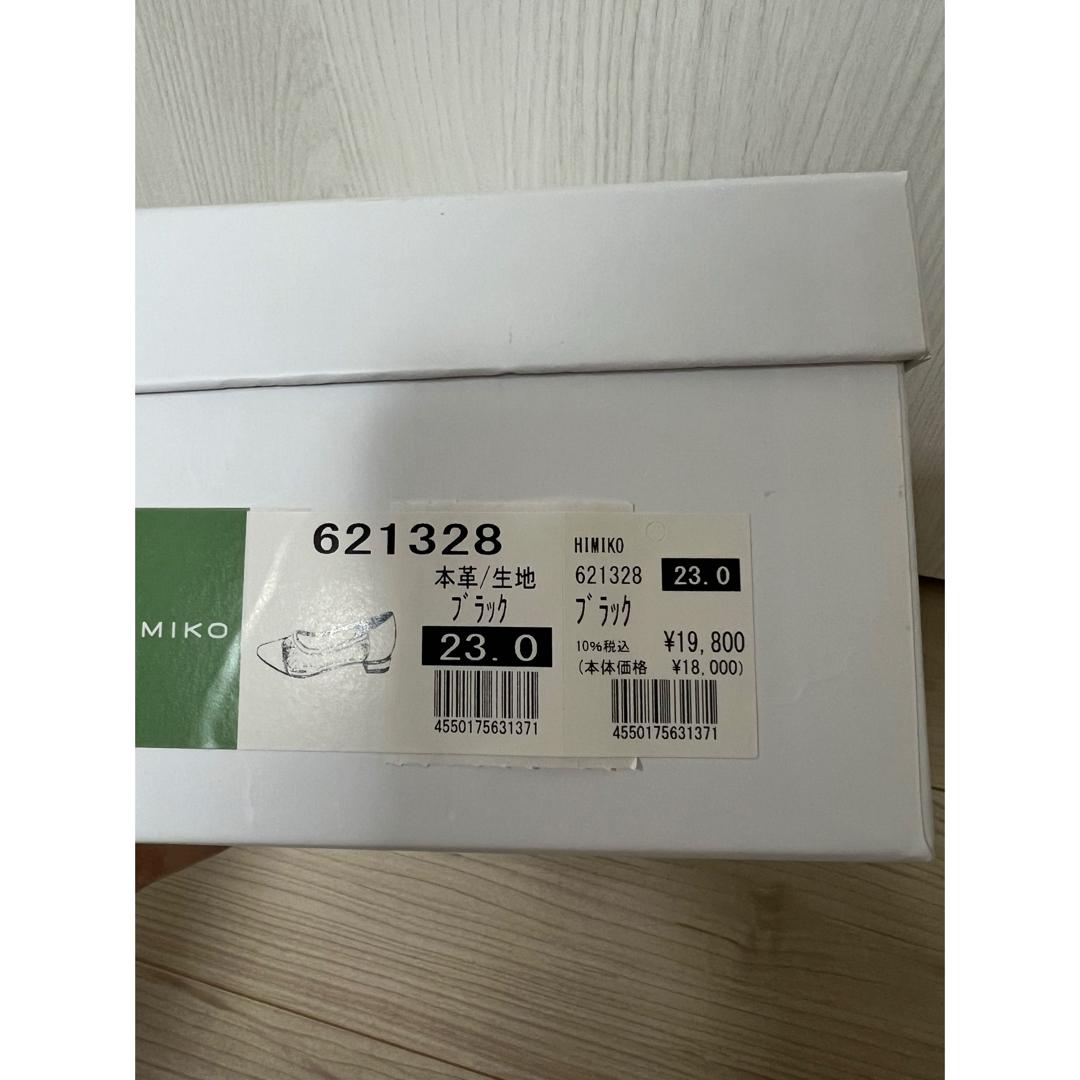 MIKO
621328
本革/生地
ブラック
23.0
4550175631371
HIMIKO
621328 23.0
ブラック
10%税込 ¥19,800
(本体価格 ¥18,000)
4550175631371